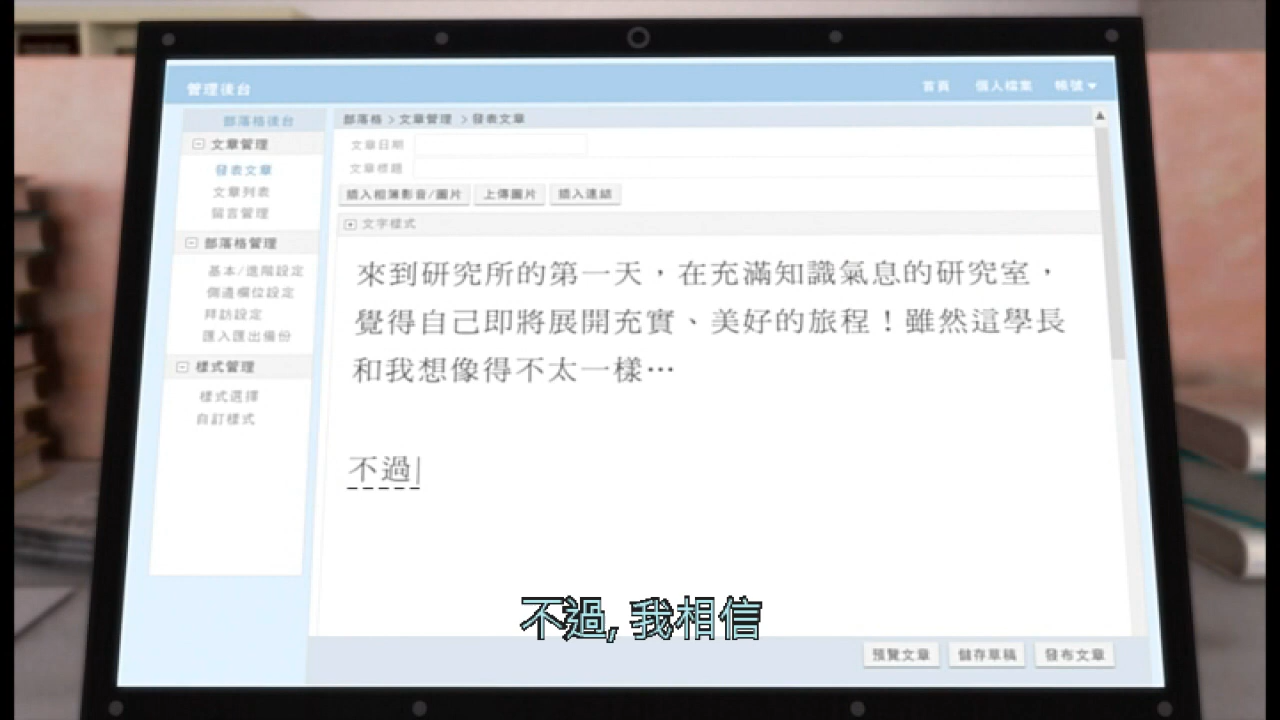 管理後台
首頁 個人檔案 帳號
部落格後台
文章管理
發表文章
文章列表
留言管理
部落格管理
基本/進階設定
側邊欄位設定
拜訪設定
匯入匯出備份
樣式管理
樣式選擇
自訂樣式
部落格 > 文章管理 > 發表文章
文章日期
文章標題
插入相簿影音/圖片 上傳圖片 插入連結
文字樣式
來到研究所的第一天，在充滿知識氣息的研究室，
覺得自己即將展開充實、美好的旅程！雖然這學長
和我想像得不太一樣…
不過
不過, 我相信
預覽文章 儲存草稿 發布文章